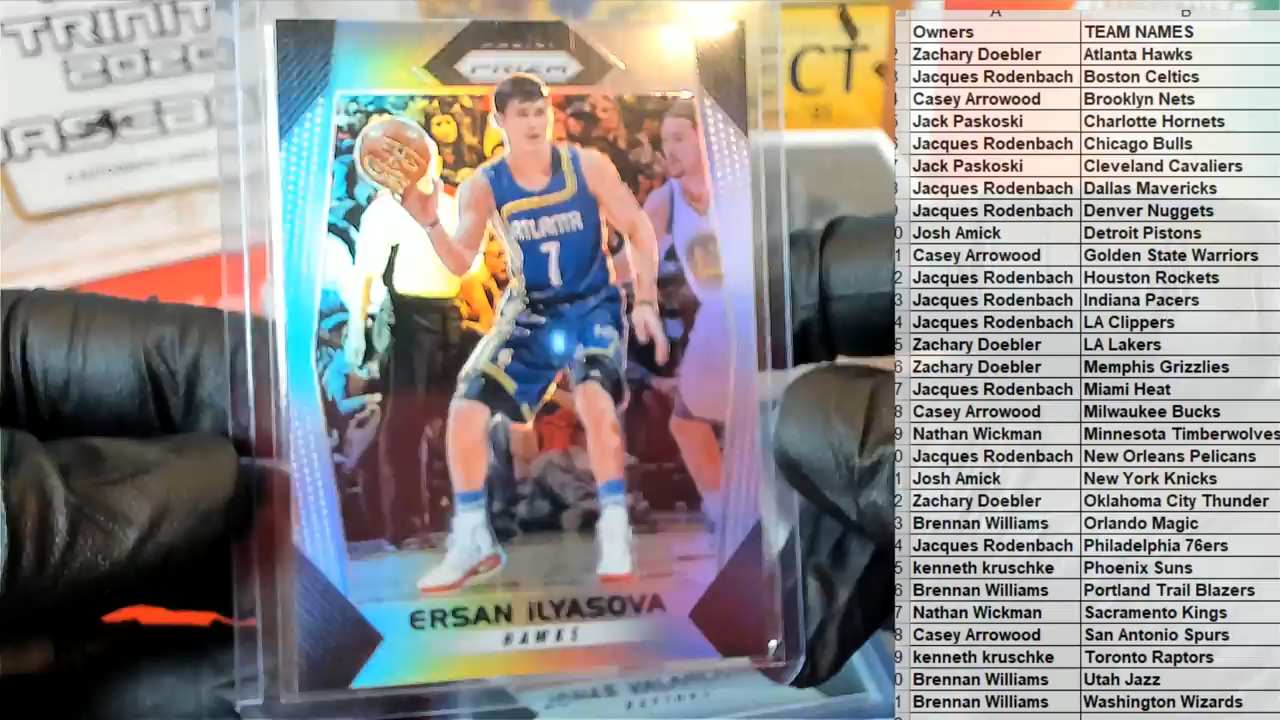 TRINIT
2020
CT
PRIZM
ATLANTA
7
ERSAN İLYASOVA
HAWKS
JONAS
A B
Owners TEAM NAMES
Zachary Doebler Atlanta Hawks
Jacques Rodenbach Boston Celtics
Casey Arrowood Brooklyn Nets
Jack Paskoski Charlotte Hornets
Jacques Rodenbach Chicago Bulls
Jack Paskoski Cleveland Cavaliers
Jacques Rodenbach Dallas Mavericks
Jacques Rodenbach Denver Nuggets
Josh Amick Detroit Pistons
Casey Arrowood Golden State Warriors
Jacques Rodenbach Houston Rockets
Jacques Rodenbach Indiana Pacers
Jacques Rodenbach LA Clippers
Zachary Doebler LA Lakers
Zachary Doebler Memphis Grizzlies
Jacques Rodenbach Miami Heat
Casey Arrowood Milwaukee Bucks
Nathan Wickman Minnesota Timberwolves
Jacques Rodenbach New Orleans Pelicans
Josh Amick New York Knicks
Zachary Doebler Oklahoma City Thunder
Brennan Williams Orlando Magic
Jacques Rodenbach Philadelphia 76ers
kenneth kruschke Phoenix Suns
Brennan Williams Portland Trail Blazers
Nathan Wickman Sacramento Kings
Casey Arrowood San Antonio Spurs
kenneth kruschke Toronto Raptors
Brennan Williams Utah Jazz
Brennan Williams Washington Wizards